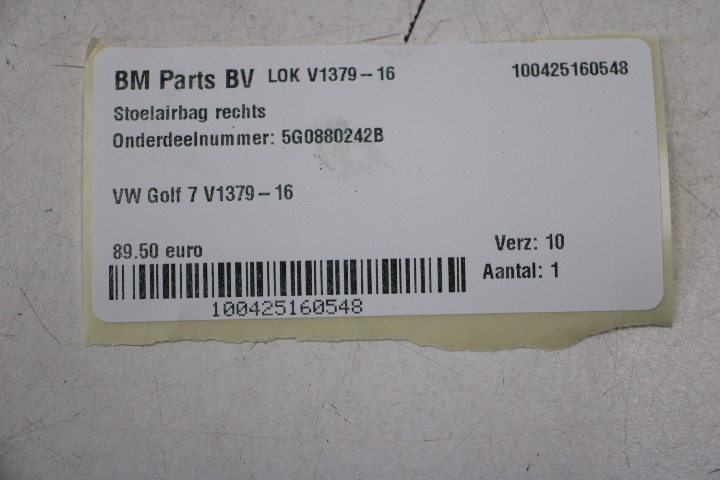 BM Parts BV LOK V1379-16 100425160548
Stoelairbag rechts
Onderdeelnummer: 5G0880242B
VW Golf 7 V1379-16
89.50 euro Verz: 10
Aantal: 1
100425160548